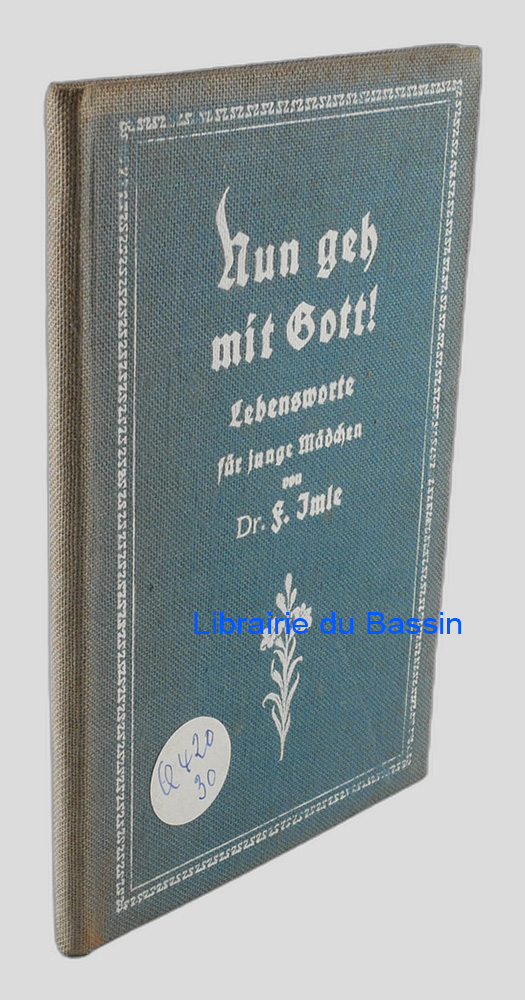 Nun geh
mit Gott!
Lebensworte
für junge Mädchen
von
Dr. F. Imle
Librairie du Bassin
Q 420
30